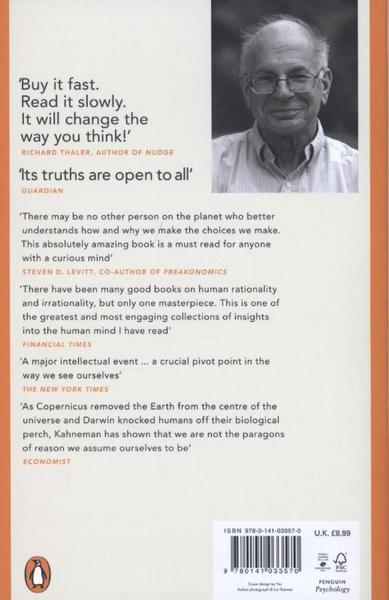 'Buy it fast.
Read it slowly.
It will change the
way you think!'
RICHARD THALER, AUTHOR OF NUDGE
'Its truths are open to all'
GUARDIAN
'There may be no other person on the planet who better
understands how and why we make the choices we make.
This absolutely amazing book is a must read for anyone
with a curious mind'
STEVEN D. LEVITT, CO-AUTHOR OF FREAKONOMICS
'There have been many good books on human rationality
and irrationality, but only one masterpiece. This is one of
the greatest and most engaging collections of insights
into the human mind I have read'
FINANCIAL TIMES
'A major intellectual event ... a crucial pivot point in the
way we see ourselves'
THE NEW YORK TIMES
'As Copernicus removed the Earth from the centre of the
universe and Darwin knocked humans off their biological
perch, Kahneman has shown that we are not the paragons
of reason we assume ourselves to be'
ECONOMIST
ISBN 978-0-141-03357-0
9 780141 033570
U.K. £8.99
FSC
PENGUIN
Psychology
Cover design by Yes
Author photograph © Jon Roemer